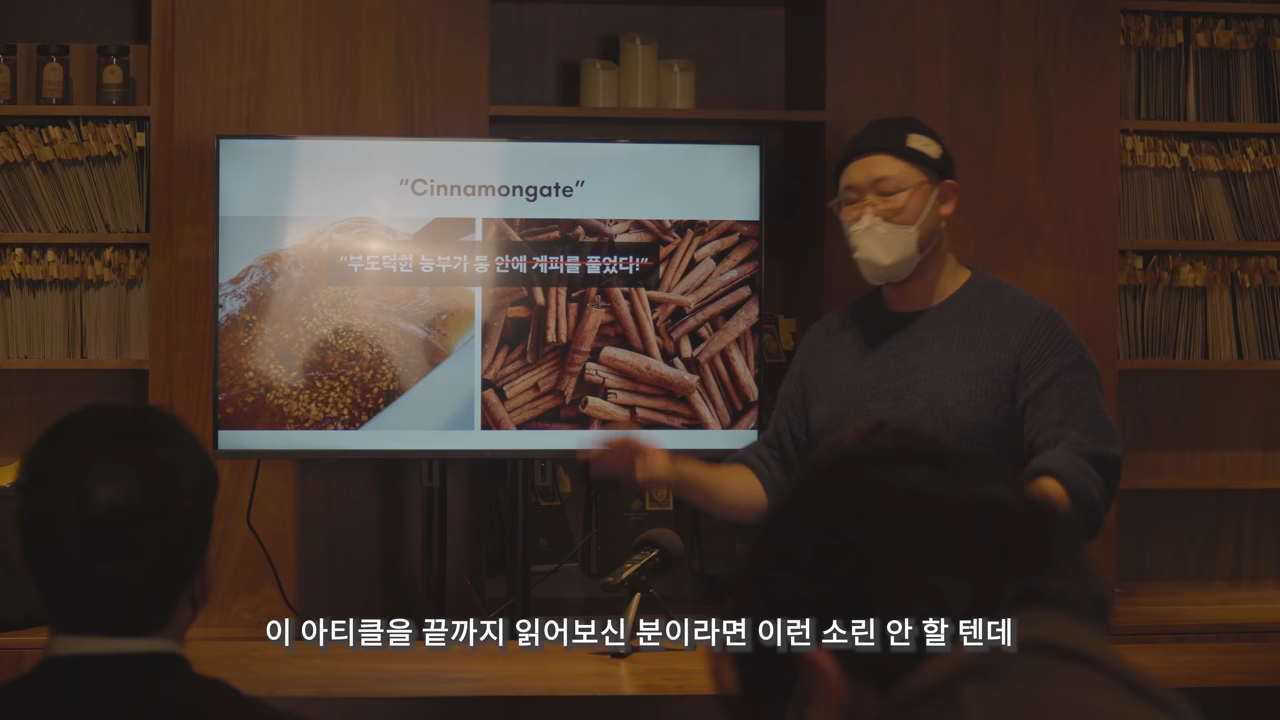 “Cinnamongate”
“부도덕한 농부가 통 안에 계피를 풀었다!”
이 아티클을 끝까지 읽어보신 분이라면 이런 소린 안 할 텐데